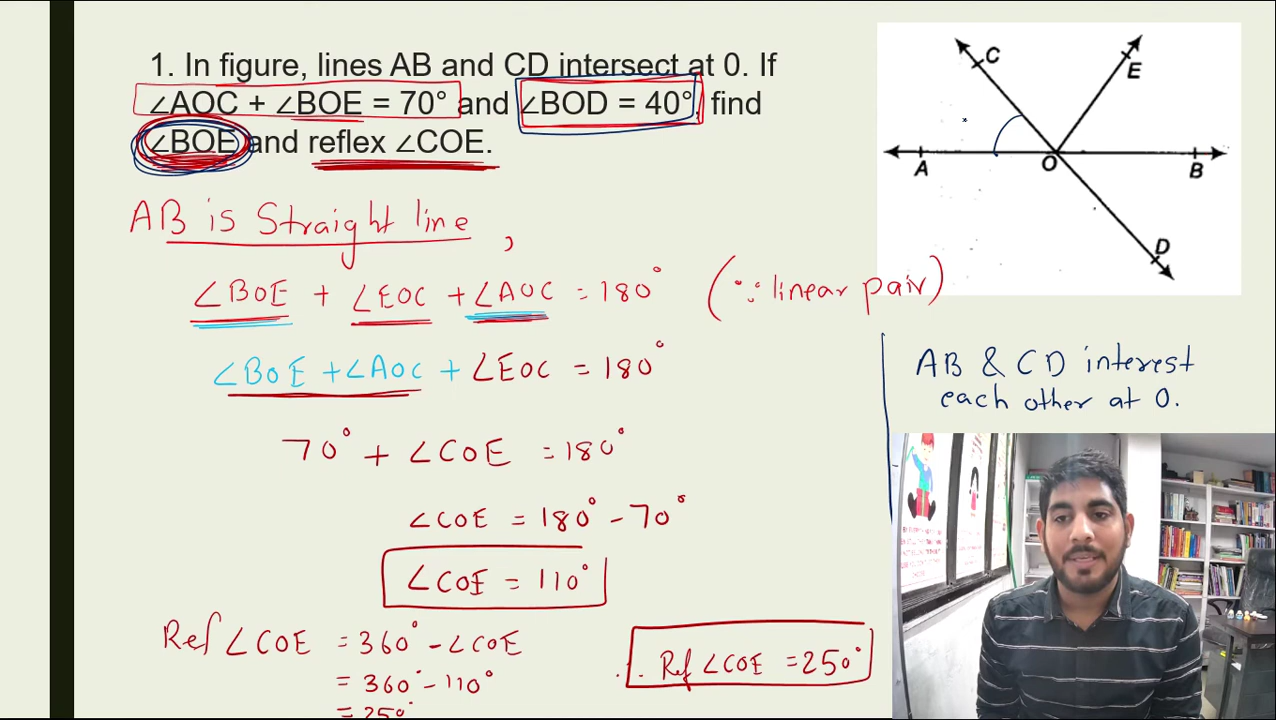 1. In figure, lines AB and CD intersect at 0. If
∠AOC + ∠BOE = 70° and ∠BOD = 40°, find
∠BOE and reflex ∠COE.
C
E
A
O
B
D
AB is Straight line,
∠BOE + ∠EOC + ∠AOC = 180° (∵ linear pair)
∠BOE + ∠AOC + ∠EOC = 180°
70° + ∠COE = 180°
∠COE = 180° - 70°
∠COE = 110°
Ref ∠COE = 360° - ∠COE
= 360° - 110°
= 250°
∴ Ref ∠COE = 250°
AB & CD interest
each other at O.